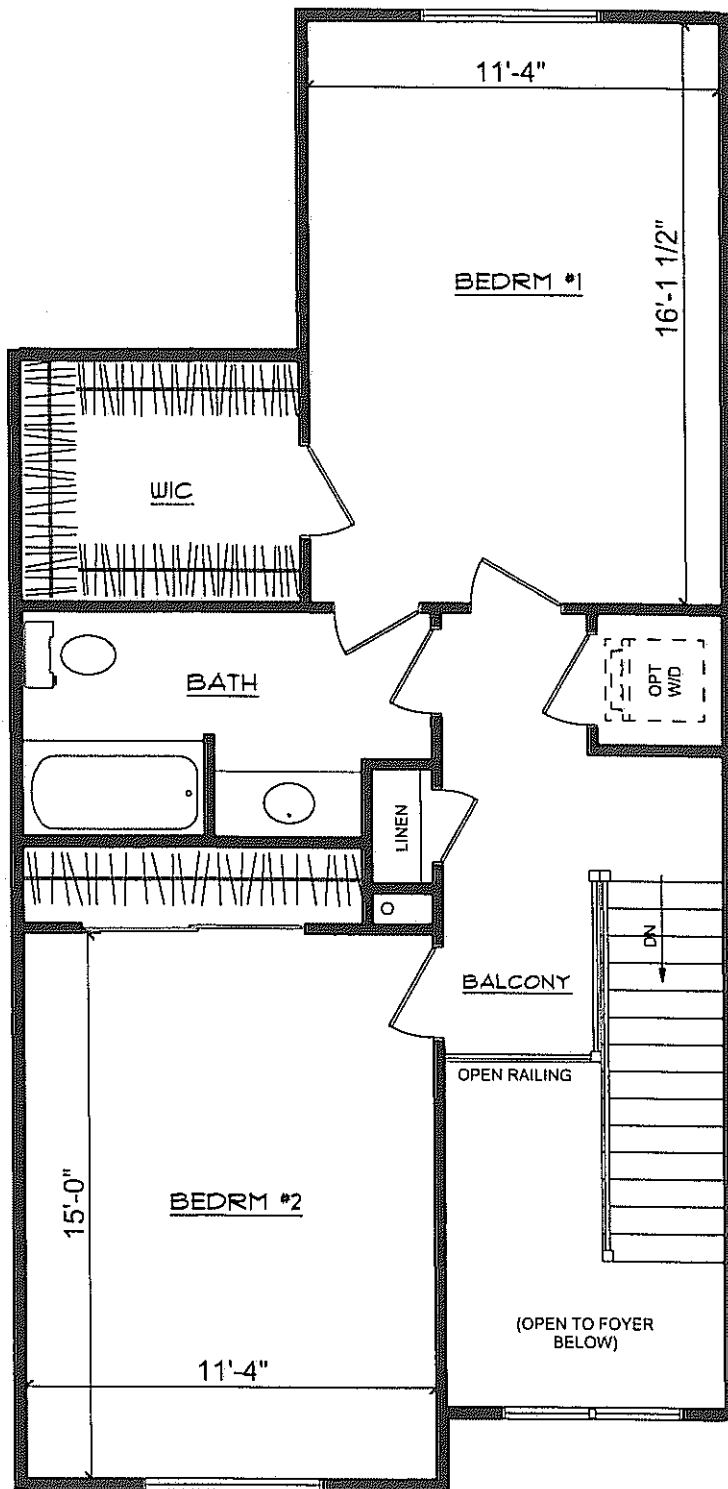 11'-4"
BEDRM #1
16'-1 1/2"
WIC
BATH
OPT
W/D
LINEN
DN
BALCONY
OPEN RAILING
15'-0"
BEDRM #2
(OPEN TO FOYER
BELOW)
11'-4"